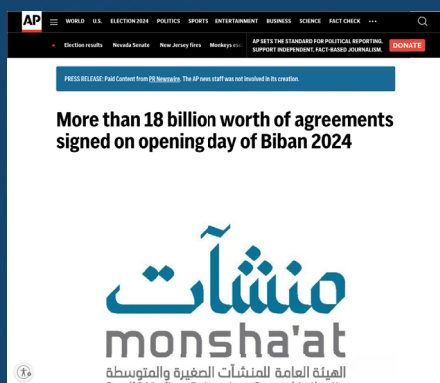 AP
WORLD U.S. ELECTION 2024 POLITICS SPORTS ENTERTAINMENT BUSINESS SCIENCE FACT CHECK •••
Election results Nevada Senate New Jersey fires Monkeys
AP SETS THE STANDARD FOR POLITICAL REPORTING.
SUPPORT INDEPENDENT, FACT-BASED JOURNALISM.
DONATE
PRESS RELEASE: Paid Content from PR Newswire. The AP news staff was not involved in its creation.
More than 18 billion worth of agreements
signed on opening day of Biban 2024
منشآت
monsha'at
الهيئة العامة للمنشآت الصغيرة والمتوسطة